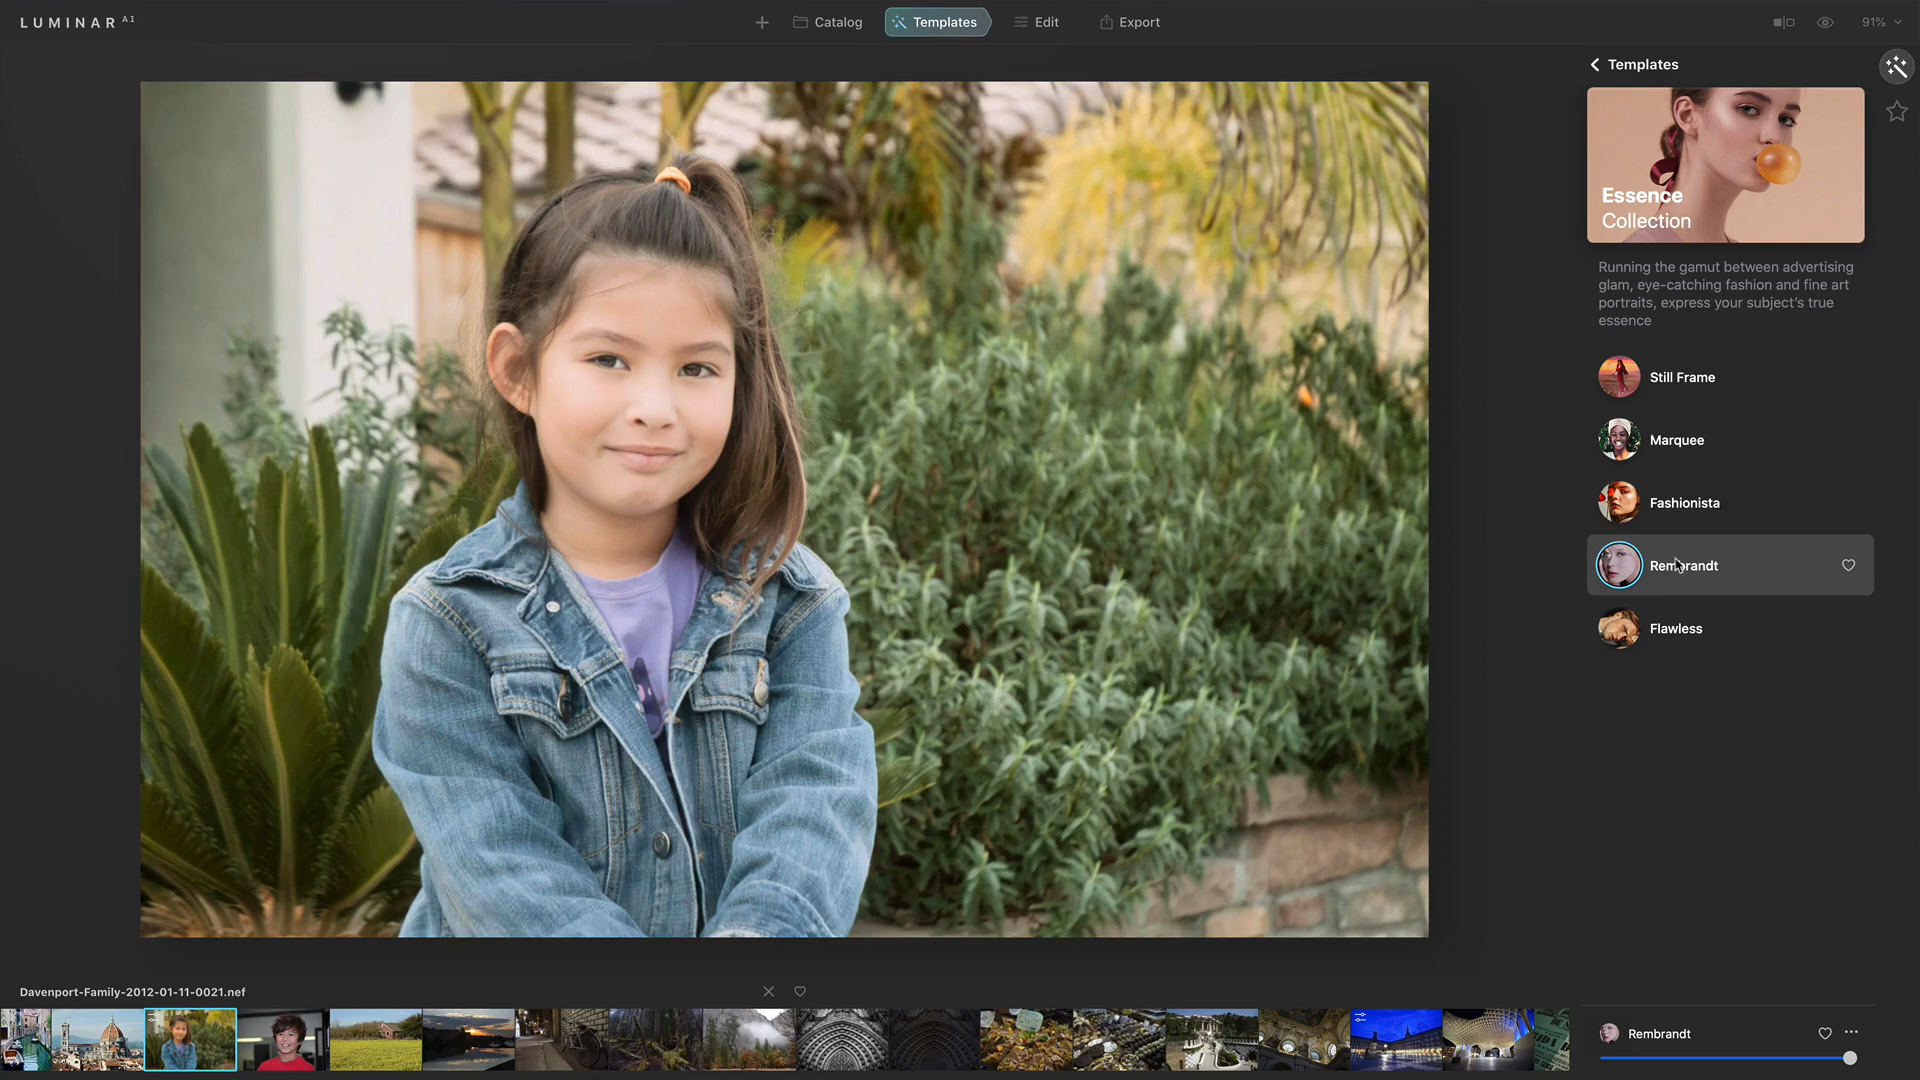 LUMINAR AI
Catalog
Templates
Edit
Export
91%
Templates
Essence
Collection
Running the gamut between advertising
glam, eye-catching fashion and fine art
portraits, express your subject's true
essence
Still Frame
Marquee
Fashionista
Rembrandt
Flawless
Davenport-Family-2012-01-11-0021.nef
Rembrandt